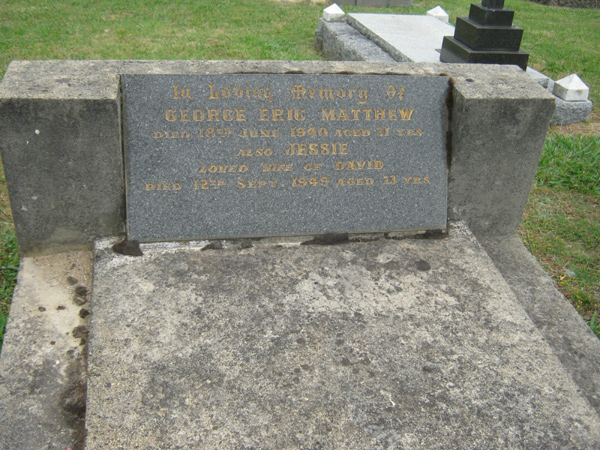 In Loving Memory Of
GEORGE ERIC MATTHEW
DIED 18TH JUNE 1940 AGED 11 YRS
ALSO JESSIE
LOVED WIFE OF DAVID
DIED 12TH SEPT. 1949 AGED 73 YRS